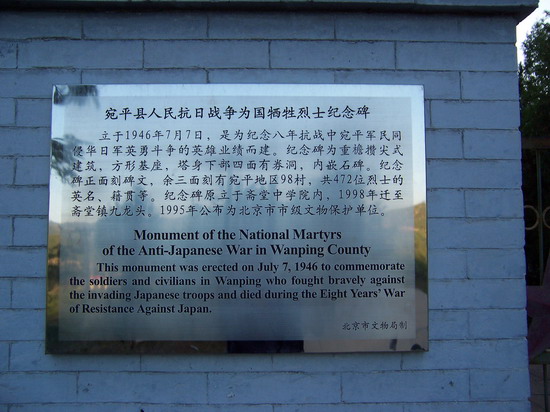 宛平县人民抗日战争为国牺牲烈士纪念碑
立于1946年7月7日，是为纪念八年抗战中宛平军民同
侵华日军英勇斗争的英雄业绩而建。纪念碑为重檐攒尖式
建筑，方形基座，塔身下部四面有券洞，内嵌石碑。纪念
碑正面刻碑文，余三面刻有宛平地区98村，共472位烈士的
英名、籍贯等。纪念碑原立于斋堂中学院内，1998年迁至
斋堂镇九龙头。1995年公布为北京市市级文物保护单位。
Monument of the National Martyrs
of the Anti-Japanese War in Wanping County
This monument was erected on July 7, 1946 to commemorate
the soldiers and civilians in Wanping who fought bravely against
the invading Japanese troops and died during the Eight Years' War
of Resistance Against Japan.
北京市文物局制